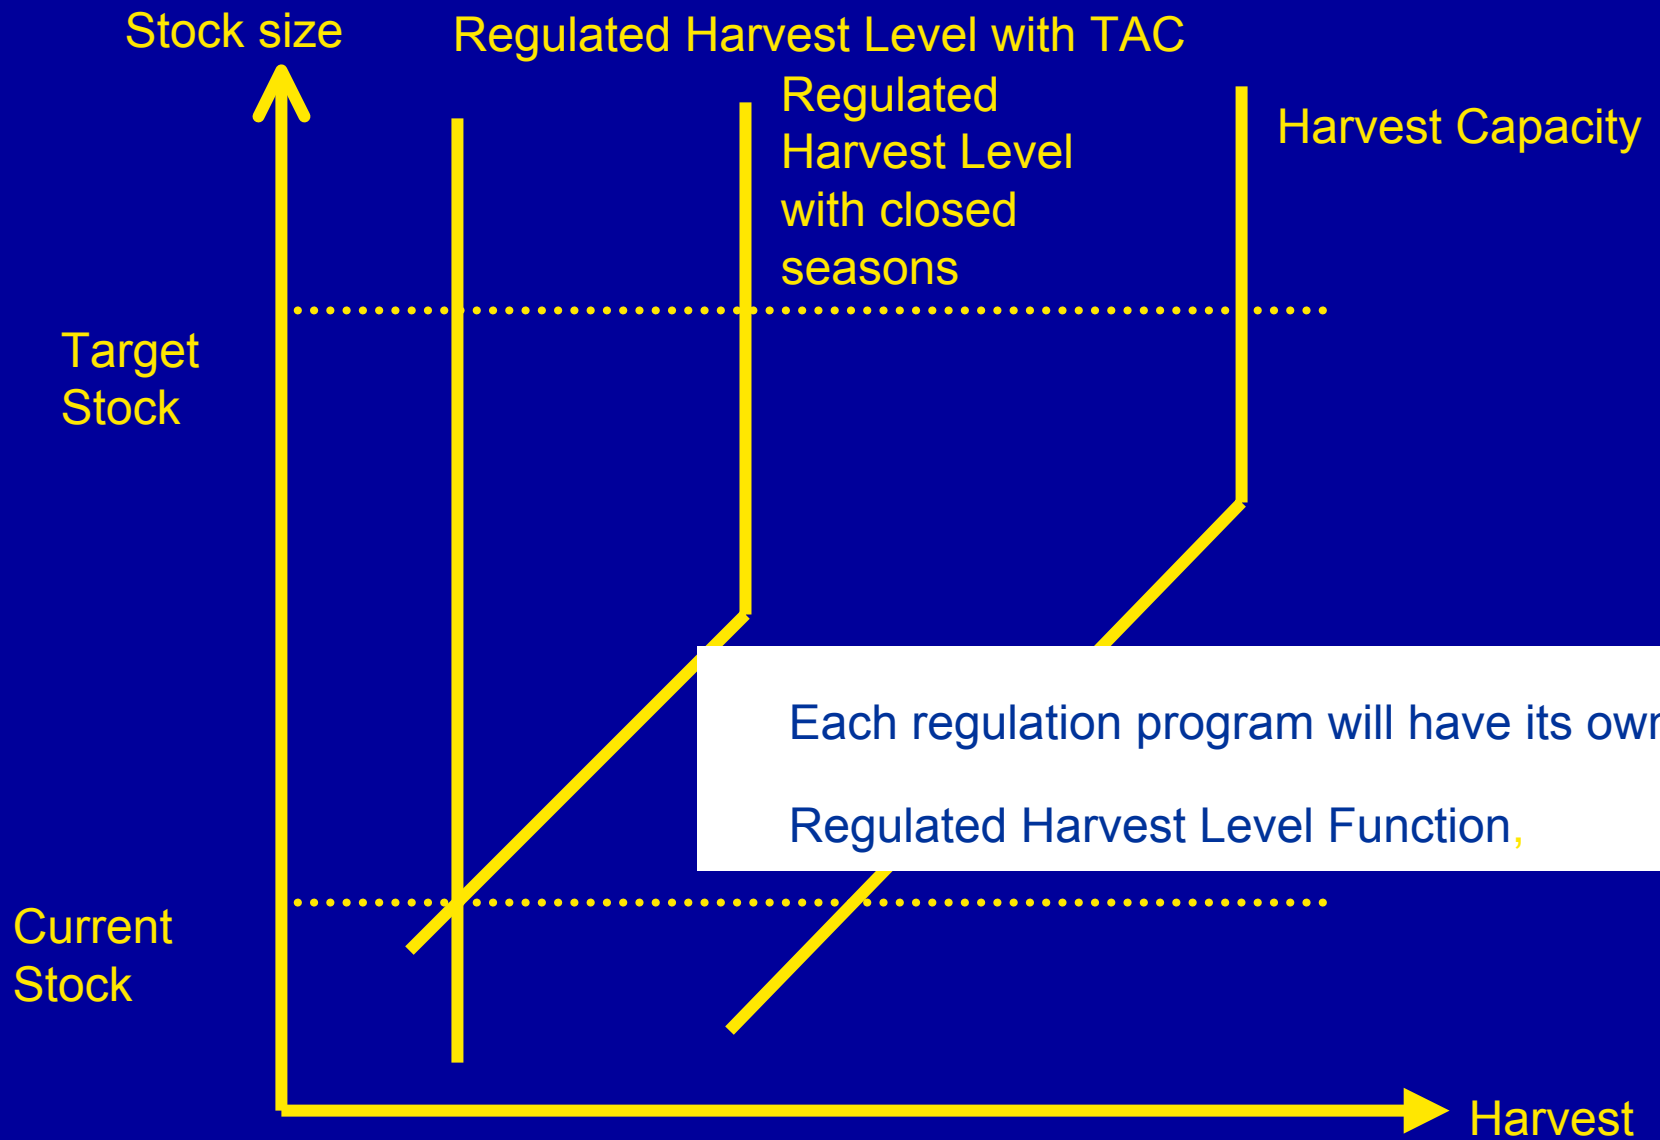 Stock size
Regulated Harvest Level with TAC
Regulated
Harvest Level
with closed
seasons
Harvest Capacity
Target
Stock
Each regulation program will have its own
Regulated Harvest Level Function,
Current
Stock
Harvest